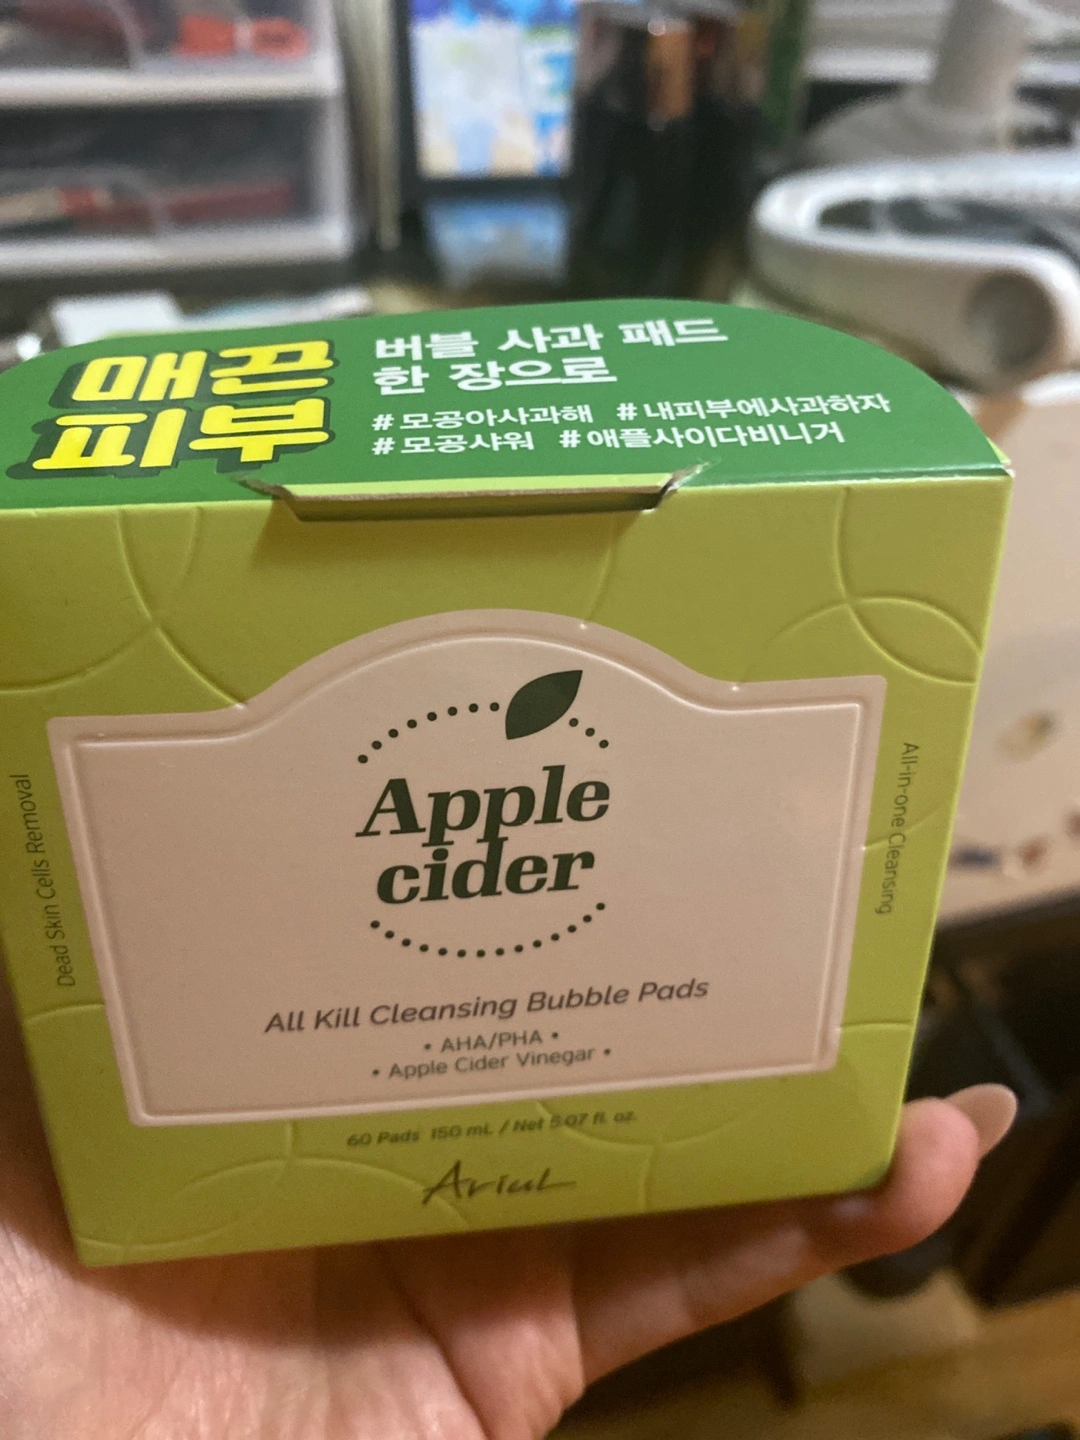 매끈
피부
버블 사과 패드
한 장으로
#모공아사과해 #내피부에사과하자
#모공샤워 #애플사이다비니거
Dead Skin Cells Removal
All-in-one Cleansing
Apple
cider
All Kill Cleansing Bubble Pads
• AHA/PHA •
• Apple Cider Vinegar •
60 Pads 150 mL / Net 5.07 fl. oz.
Ariul